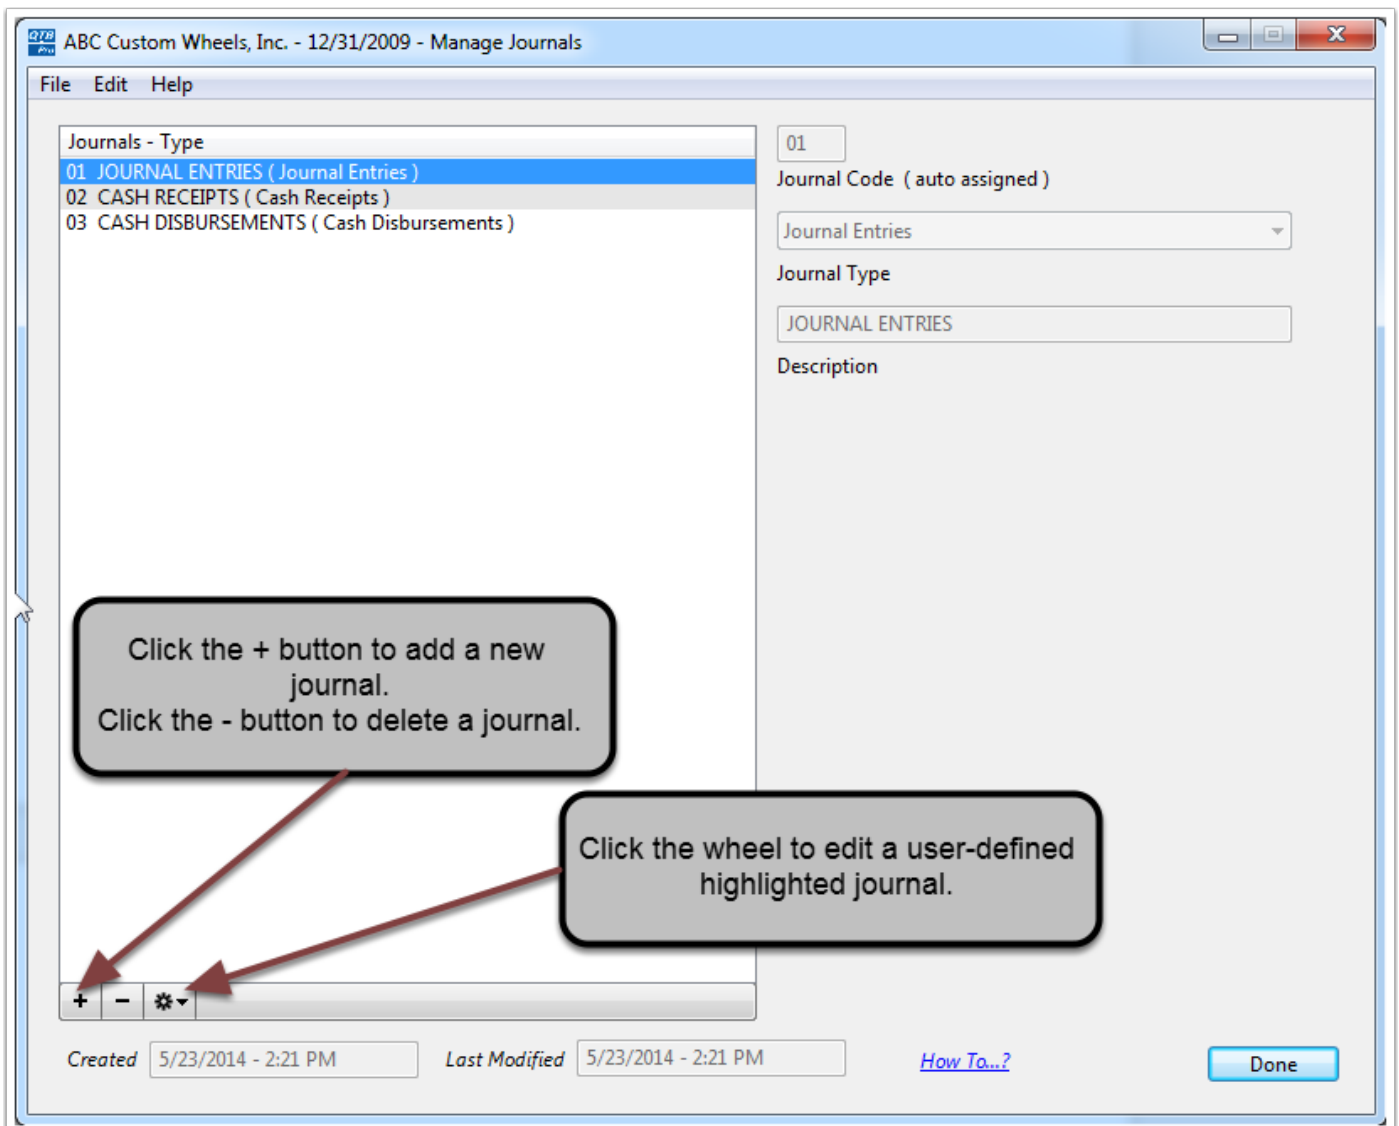 QTB
Pro
ABC Custom Wheels, Inc. - 12/31/2009 - Manage Journals
File Edit Help
Journals - Type
01 JOURNAL ENTRIES ( Journal Entries )
02 CASH RECEIPTS ( Cash Receipts )
03 CASH DISBURSEMENTS ( Cash Disbursements )
01
Journal Code ( auto assigned )
Journal Entries
Journal Type
JOURNAL ENTRIES
Description
Click the + button to add a new
journal.
Click the - button to delete a journal.
Click the wheel to edit a user-defined
highlighted journal.
+ -
Created 5/23/2014 - 2:21 PM Last Modified 5/23/2014 - 2:21 PM How To...? Done